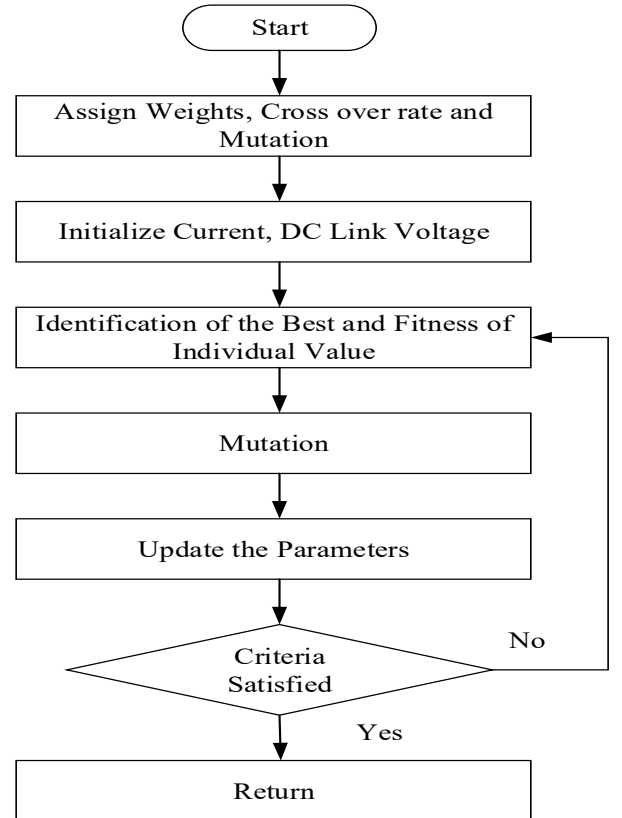 Start
Assign Weights, Cross over rate and
Mutation
Initialize Current, DC Link Voltage
Identification of the Best and Fitness of
Individual Value
Mutation
Update the Parameters
Criteria
Satisfied
No
Yes
Return